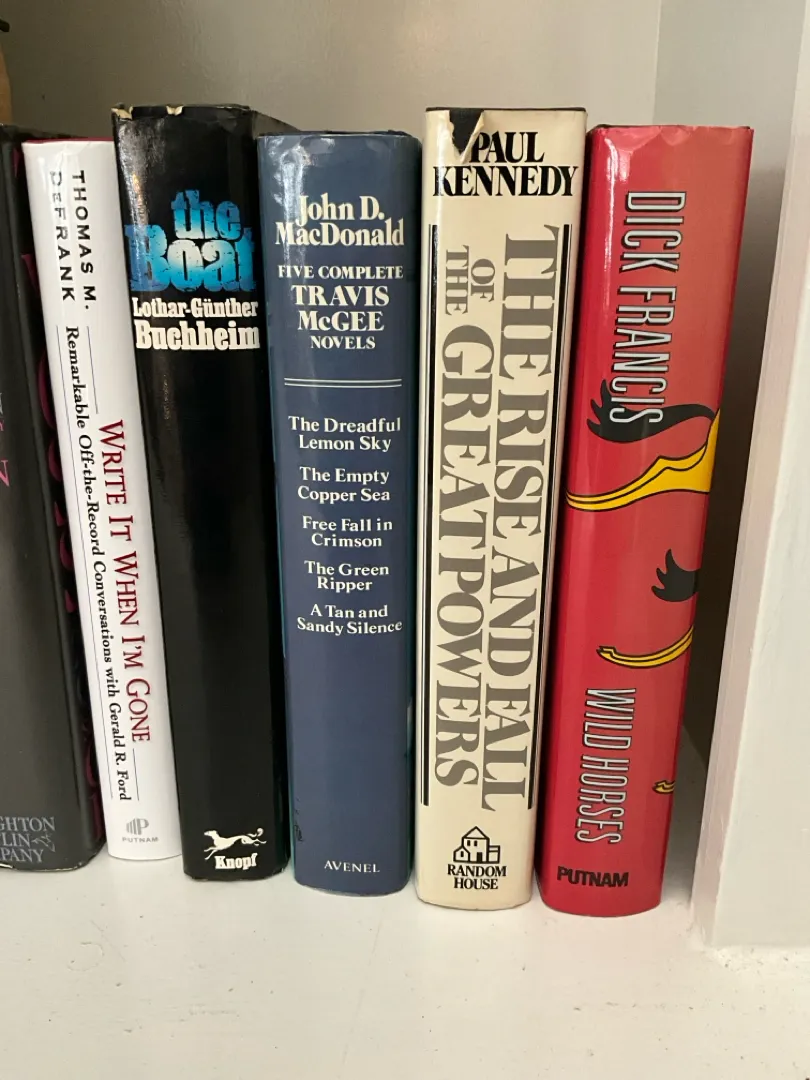 GHTON
LIN
PANY
THOMAS M.
DEFRANK
WRITE IT WHEN I'M GONE
Remarkable Off-the-Record Conversations with Gerald R. Ford
PUTNAM
the
Boat
Lothar-Günther
Buchheim
Knopf
John D.
MacDonald
FIVE COMPLETE
TRAVIS
McGEE
NOVELS
The Dreadful
Lemon Sky
The Empty
Copper Sea
Free Fall in
Crimson
The Green
Ripper
A Tan and
Sandy Silence
AVENEL
PAUL
KENNEDY
THE RISE AND FALL
OF THE GREAT POWERS
RANDOM
HOUSE
DICK FRANCIS
WILD HORSES
PUTNAM